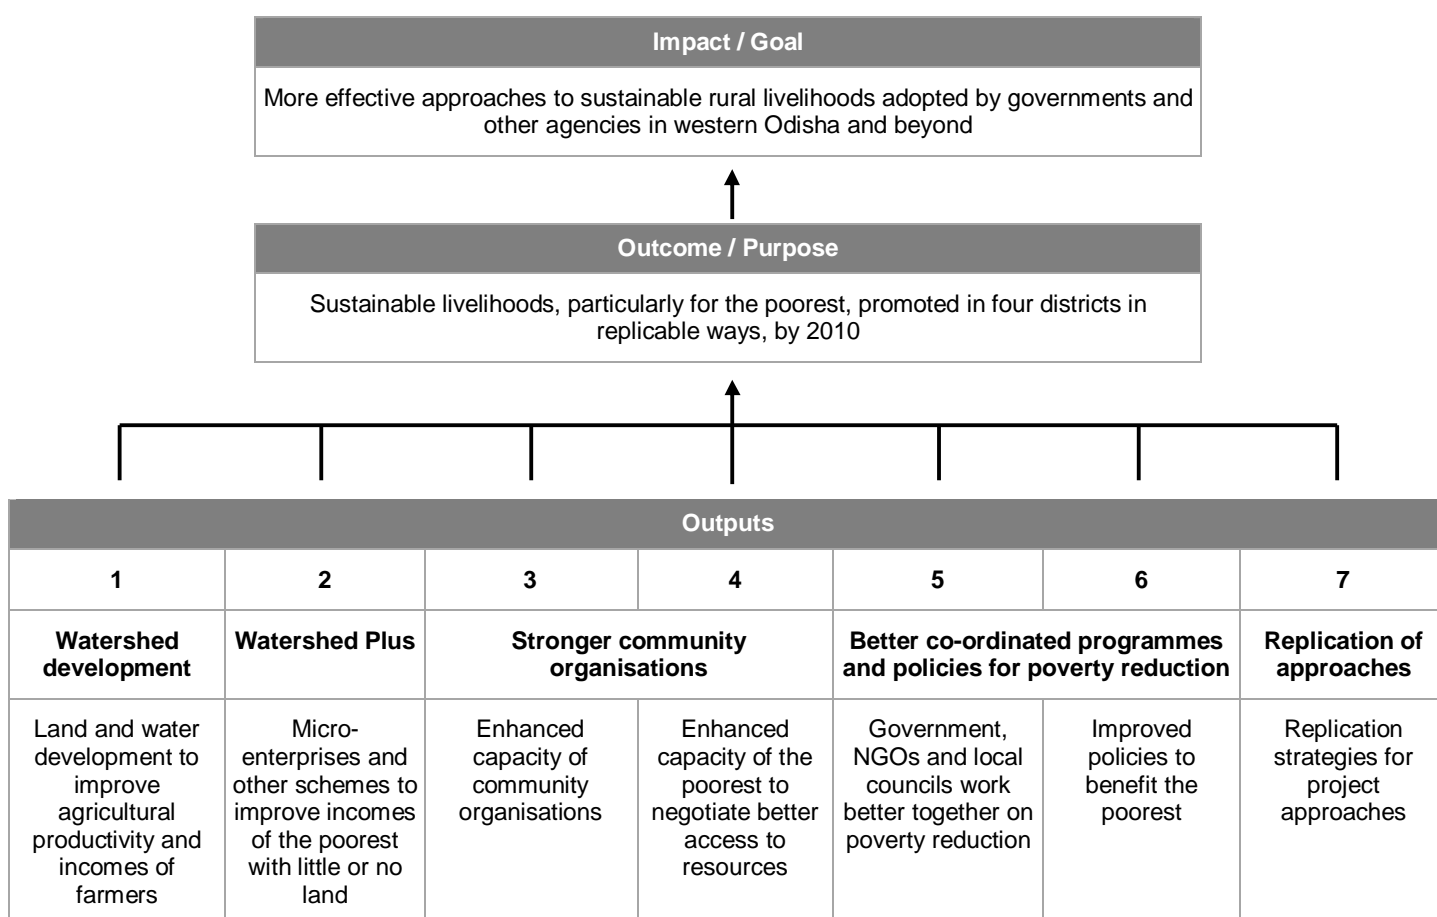 Impact / Goal
More effective approaches to sustainable rural livelihoods adopted by governments and
other agencies in western Odisha and beyond
Outcome / Purpose
Sustainable livelihoods, particularly for the poorest, promoted in four districts in
replicable ways, by 2010
Outputs
1
2
3
4
5
6
7
Watershed
development
Watershed Plus
Stronger community
organisations
Better co-ordinated programmes
and policies for poverty reduction
Replication of
approaches
Land and water
development to
improve
agricultural
productivity and
incomes of
farmers
Micro-
enterprises and
other schemes to
improve incomes
of the poorest
with little or no
land
Enhanced
capacity of
community
organisations
Enhanced
capacity of the
poorest to
negotiate better
access to
resources
Government,
NGOs and local
councils work
better together on
poverty reduction
Improved
policies to
benefit the
poorest
Replication
strategies for
project
approaches